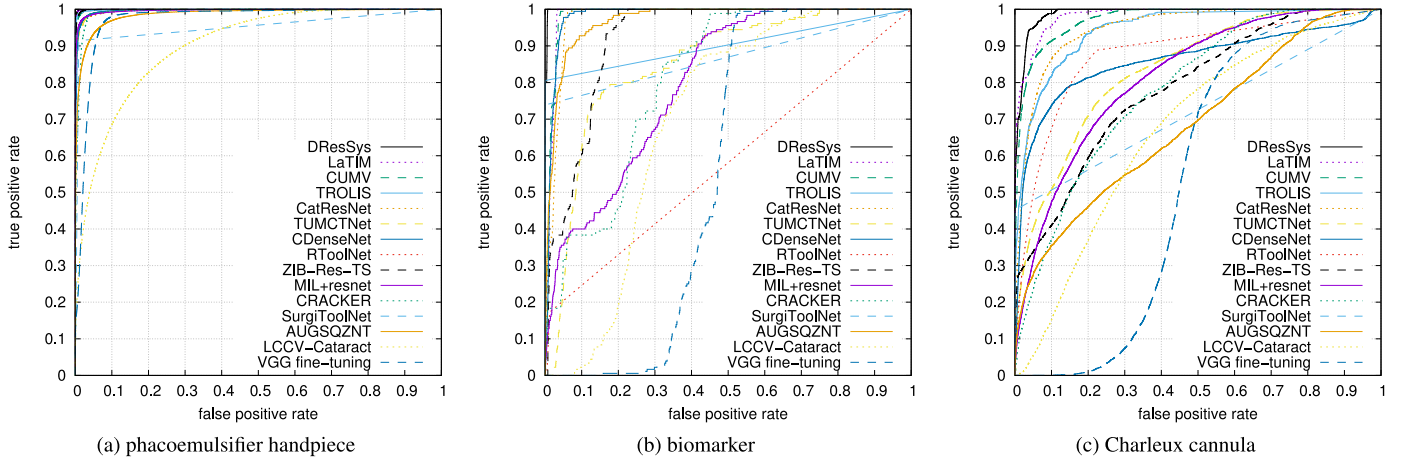 1
0.9
0.8
0.7
0.6
0.5
0.4
0.3
0.2
0.1
0
true positive rate
DResSys
LaTIM
CUMV
TROLIS
CatResNet
TUMCTNet
CDenseNet
RToolNet
ZIB-Res-TS
MIL+resnet
CRACKER
SurgiToolNet
AUGSQZNT
LCCV-Cataract
VGG fine-tuning
0 0.1 0.2 0.3 0.4 0.5 0.6 0.7 0.8 0.9 1
false positive rate
(a) phacoemulsifier handpiece
1
0.9
0.8
0.7
0.6
0.5
0.4
0.3
0.2
0.1
0
true positive rate
DResSys
LaTIM
CUMV
TROLIS
CatResNet
TUMCTNet
CDenseNet
RToolNet
ZIB-Res-TS
MIL+resnet
CRACKER
SurgiToolNet
AUGSQZNT
LCCV-Cataract
VGG fine-tuning
0 0.1 0.2 0.3 0.4 0.5 0.6 0.7 0.8 0.9 1
false positive rate
(b) biomarker
1
0.9
0.8
0.7
0.6
0.5
0.4
0.3
0.2
0.1
0
true positive rate
DResSys
LaTIM
CUMV
TROLIS
CatResNet
TUMCTNet
CDenseNet
RToolNet
ZIB-Res-TS
MIL+resnet
CRACKER
SurgiToolNet
AUGSQZNT
LCCV-Cataract
VGG fine-tuning
0 0.1 0.2 0.3 0.4 0.5 0.6 0.7 0.8 0.9 1
false positive rate
(c) Charleux cannula